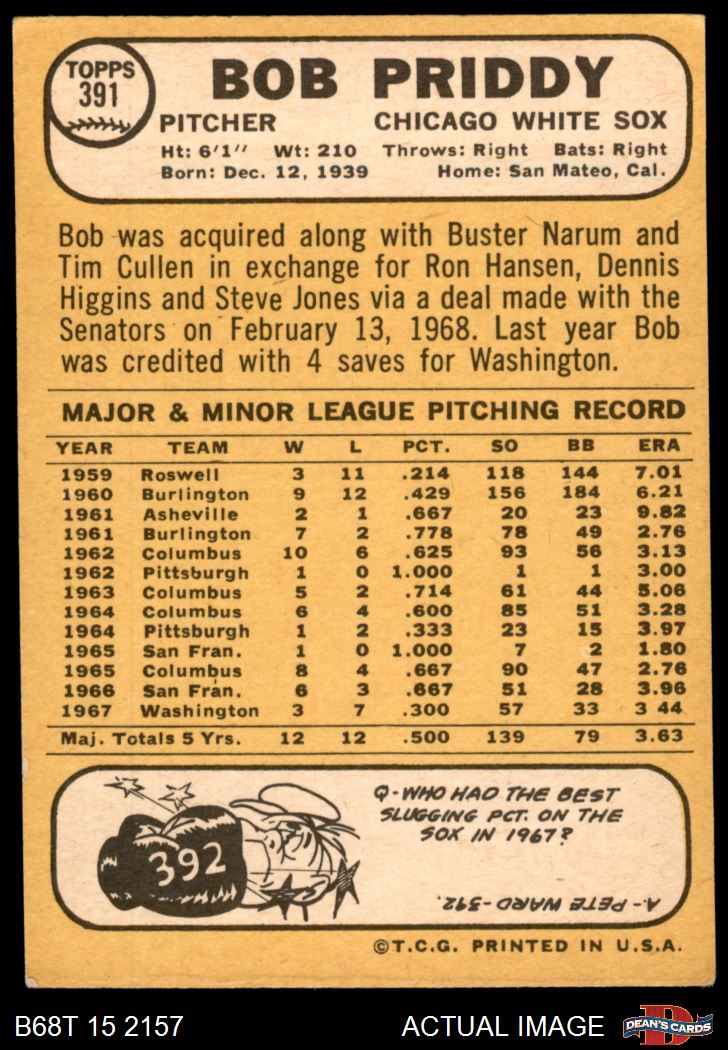 TOPPS
391
BOB PRIDDY
PITCHER CHICAGO WHITE SOX
Ht: 6'1" Wt: 210 Throws: Right Bats: Right
Born: Dec. 12, 1939 Home: San Mateo, Cal.
Bob was acquired along with Buster Narum and
Tim Cullen in exchange for Ron Hansen, Dennis
Higgins and Steve Jones via a deal made with the
Senators on February 13, 1968. Last year Bob
was credited with 4 saves for Washington.
MAJOR & MINOR LEAGUE PITCHING RECORD
YEAR TEAM W L PCT. SO BB ERA
1959 Roswell 3 11 .214 118 144 7.01
1960 Burlington 9 12 .429 156 184 6.21
1961 Asheville 2 1 .667 20 23 9.82
1961 Burlington 7 2 .778 78 49 2.76
1962 Columbus 10 6 .625 93 56 3.13
1962 Pittsburgh 1 0 1.000 1 1 3.00
1963 Columbus 5 2 .714 61 44 5.06
1964 Columbus 6 4 .600 85 51 3.28
1964 Pittsburgh 1 2 .333 23 15 3.97
1965 San Fran. 1 0 1.000 7 2 1.80
1965 Columbus 8 4 .667 90 47 2.76
1966 San Fran. 6 3 .667 51 28 3.96
1967 Washington 3 7 .300 57 33 3 44
Maj. Totals 5 Yrs. 12 12 .500 139 79 3.63
392
Q-WHO HAD THE BEST
SLUGGING PCT. ON THE
SOX IN 1967?
A-PETE WARD-.392.
©T.C.G. PRINTED IN U.S.A.
B68T 15 2157 ACTUAL IMAGE
D
DEAN'S CARDS